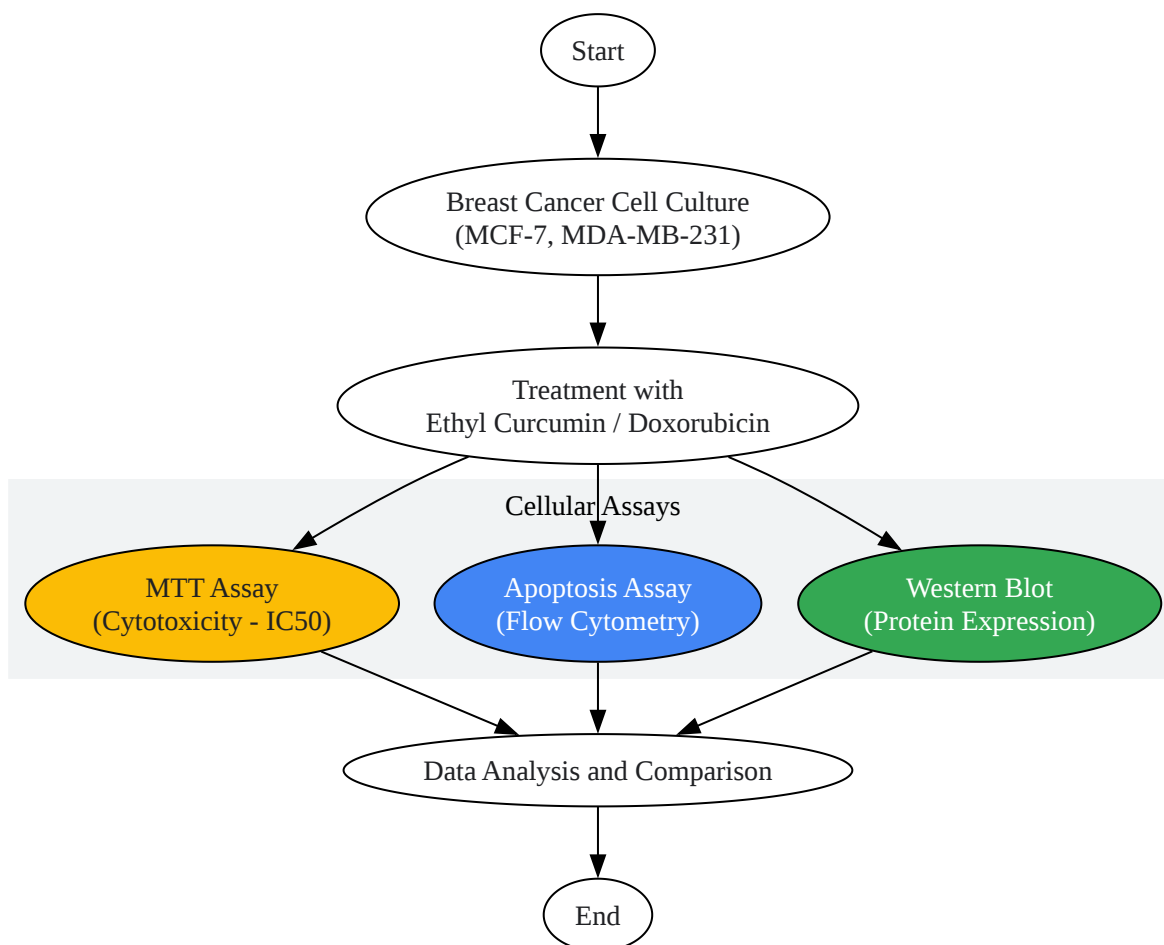 Start
Breast Cancer Cell Culture
(MCF-7, MDA-MB-231)
Treatment with
Ethyl Curcumin / Doxorubicin
Cellular Assays
MTT Assay
(Cytotoxicity - IC50)
Apoptosis Assay
(Flow Cytometry)
Western Blot
(Protein Expression)
Data Analysis and Comparison
End